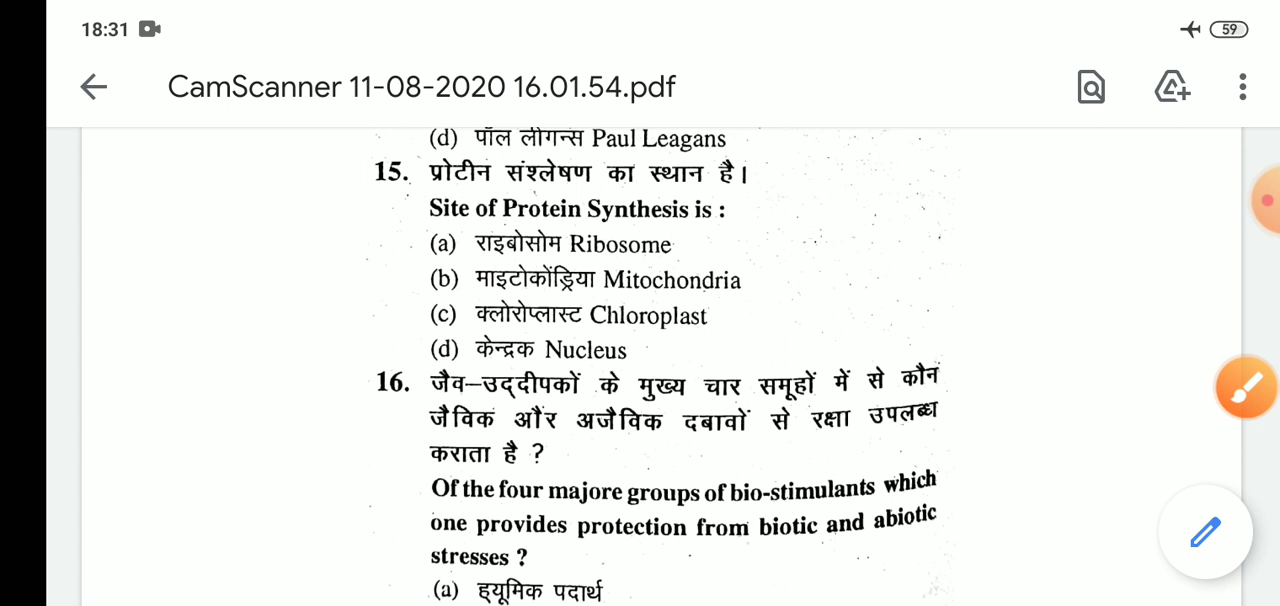 18:31
59
CamScanner 11-08-2020 16.01.54.pdf
(d) पॉल लीगन्स Paul Leagans
15. प्रोटीन संश्लेषण का स्थान है।
Site of Protein Synthesis is :
(a) राइबोसोम Ribosome
(b) माइटोकोंड्रिया Mitochondria
(c) क्लोरोप्लास्ट Chloroplast
(d) केन्द्रक Nucleus
16. जैव-उद्दीपकों के मुख्य चार समूहों में से कौन
जैविक और अजैविक दबावों से रक्षा उपलब्ध
कराता है ?
Of the four majore groups of bio-stimulants which
one provides protection from biotic and abiotic
stresses ?
(a) ह्यूमिक पदार्थ